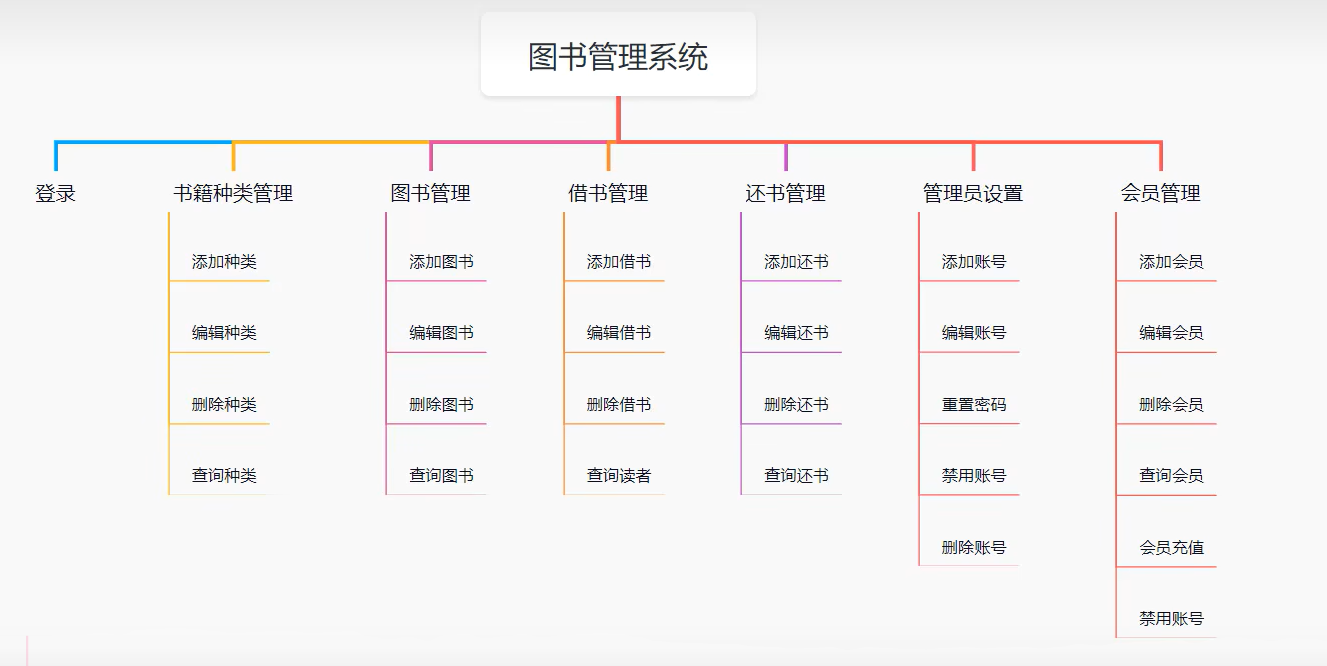 图书管理系统
登录
书籍种类管理
添加种类
编辑种类
删除种类
查询种类
图书管理
添加图书
编辑图书
删除图书
查询图书
借书管理
添加借书
编辑借书
删除借书
查询读者
还书管理
添加还书
编辑还书
删除还书
查询还书
管理员设置
添加账号
编辑账号
重置密码
禁用账号
删除账号
会员管理
添加会员
编辑会员
删除会员
查询会员
会员充值
禁用账号